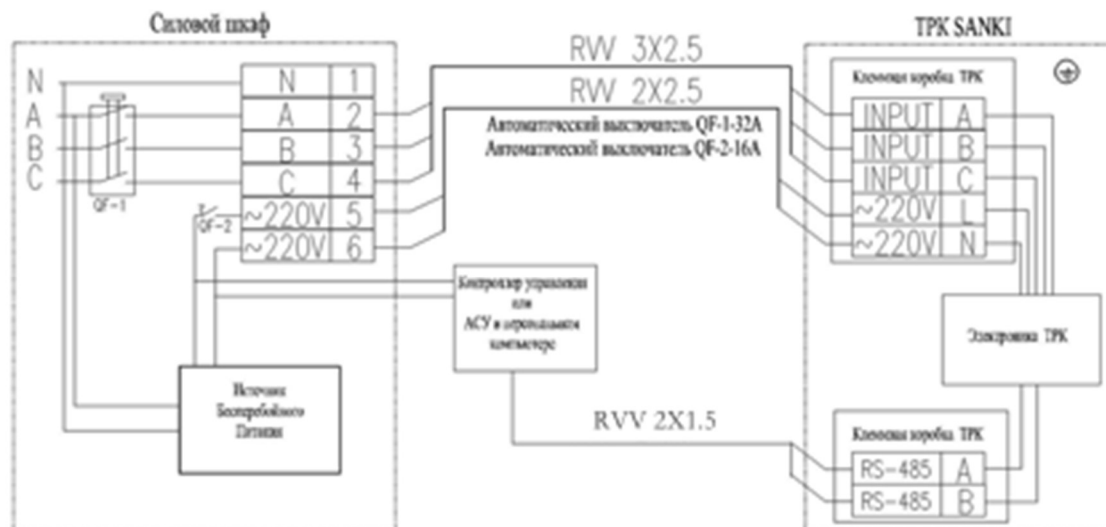 Силовой шкаф
ТРК SANKI
N
A
B
C
QF-1
QF-2
N 1
A 2
B 3
C 4
~220V 5
~220V 6
RVV 3X2.5
RVV 2X2.5
Автоматический выключатель QF-1-32А
Автоматический выключатель QF-2-16А
Клеммная коробка ТРК
INPUT A
INPUT B
INPUT C
~220V L
~220V N
Контроллер управления
или
АСУ в персональном
компьютере
Электроника ТРК
Источник
Бесперебойного
Питания
RVV 2X1.5
Клеммная коробка ТРК
RS-485 A
RS-485 B